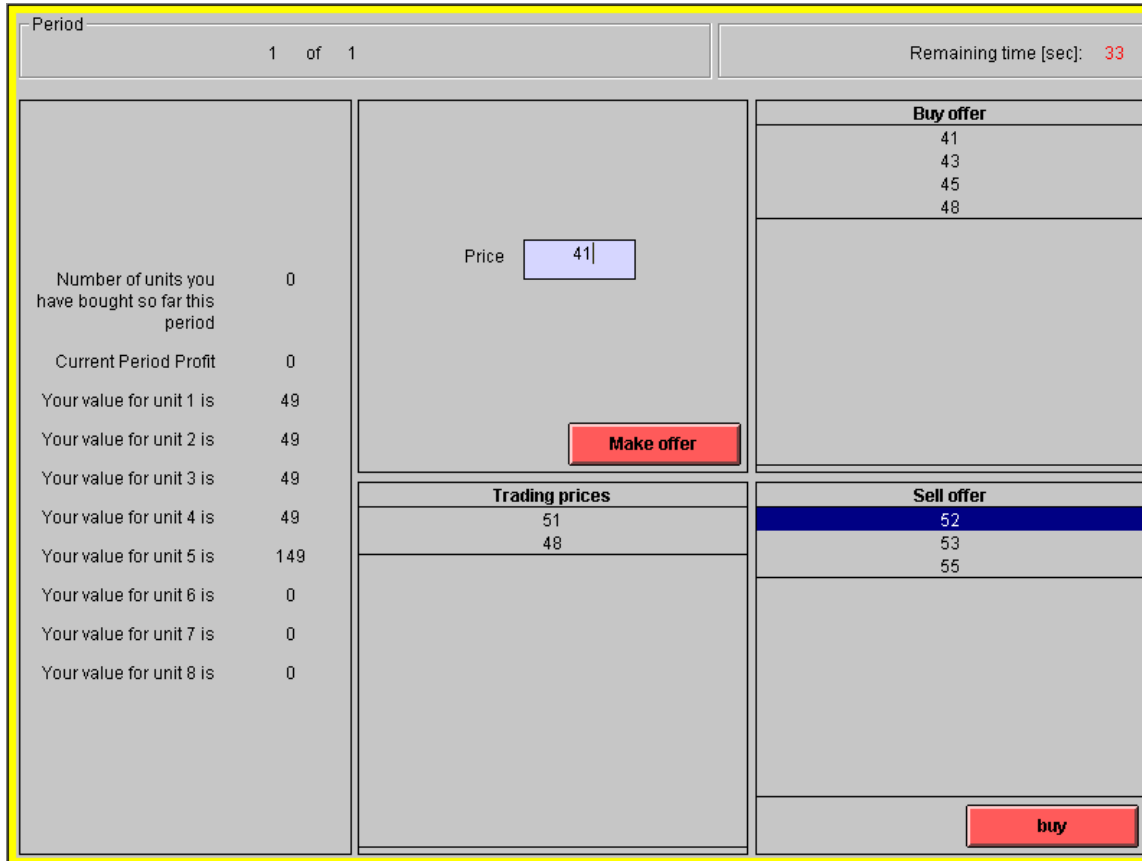 Period
1 of 1
Remaining time [sec]: 33
Number of units you 0
have bought so far this
period
Current Period Profit 0
Your value for unit 1 is 49
Your value for unit 2 is 49
Your value for unit 3 is 49
Your value for unit 4 is 49
Your value for unit 5 is 149
Your value for unit 6 is 0
Your value for unit 7 is 0
Your value for unit 8 is 0
Price 41
Make offer
Buy offer
41
43
45
48
Trading prices
51
48
Sell offer
52
53
55
buy